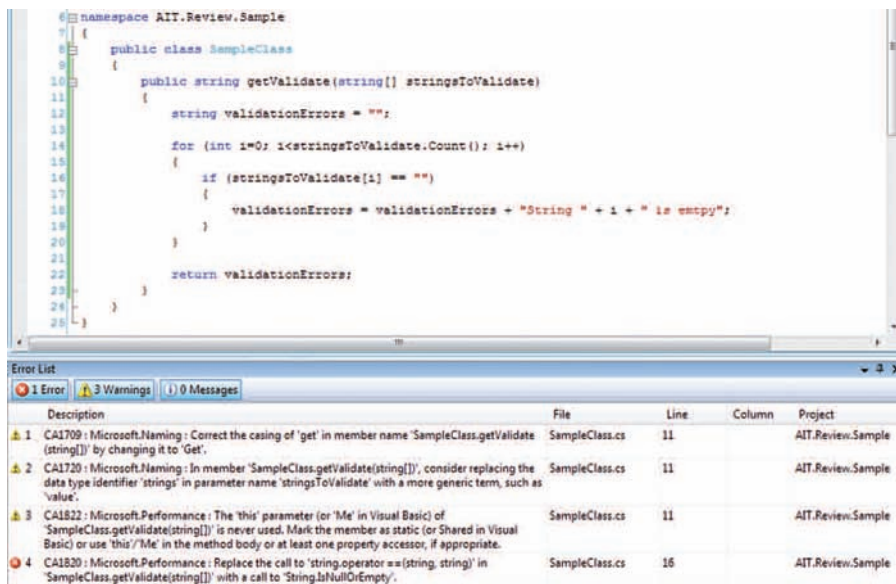 6 namespace AIT.Review.Sample
7 {
8 public class SampleClass
9 {
10 public string getValidate(string[] stringsToValidate)
11 {
12 string validationErrors = "";
13
14 for (int i=0; i<stringsToValidate.Count(); i++)
15 {
16 if (stringsToValidate[i] == "")
17 {
18 validationErrors = validationErrors + "String " + i + " is emtpy";
19 }
20 }
21
22 return validationErrors;
23 }
24 }
25 }
Error List
1 Error 3 Warnings 0 Messages
Description File Line Column Project
1 CA1709 : Microsoft.Naming : Correct the casing of 'get' in member name 'SampleClass.getValidate SampleClass.cs 11 AIT.Review.Sample
(string[])' by changing it to 'Get'.
2 CA1720 : Microsoft.Naming : In member 'SampleClass.getValidate(string[])', consider replacing the SampleClass.cs 11 AIT.Review.Sample
data type identifier 'strings' in parameter name 'stringsToValidate' with a more generic term, such as
'value'.
3 CA1822 : Microsoft.Performance : The 'this' parameter (or 'Me' in Visual Basic) of SampleClass.cs 11 AIT.Review.Sample
'SampleClass.getValidate(string[])' is never used. Mark the member as static (or Shared in Visual
Basic) or use 'this'/'Me' in the method body or at least one property accessor, if appropriate.
4 CA1820 : Microsoft.Performance : Replace the call to 'string.operator ==(string, string)' in SampleClass.cs 16 AIT.Review.Sample
'SampleClass.getValidate(string[])' with a call to 'String.IsNullOrEmpty'.